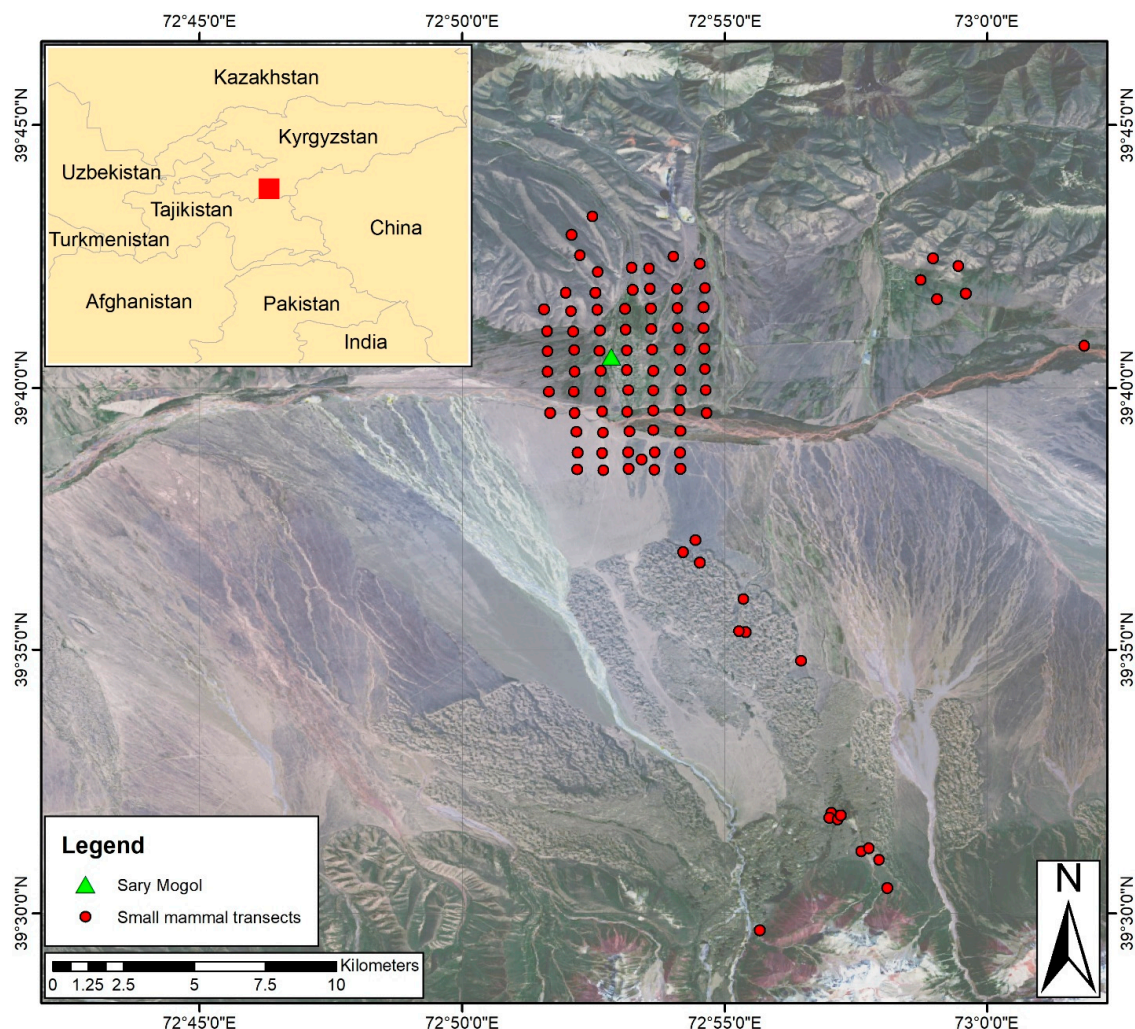 72°45'0"E 72°50'0"E 72°55'0"E 73°0'0"E
39°45'0"N 39°45'0"N
Kazakhstan
Kyrgyzstan
Uzbekistan
Tajikistan
China
Turkmenistan
Afghanistan
Pakistan
India
39°40'0"N 39°40'0"N
39°35'0"N 39°35'0"N
Legend
Sary Mogol
Small mammal transects
N
39°30'0"N 39°30'0"N
Kilometers
0 1.25 2.5 5 7.5 10
72°45'0"E 72°50'0"E 72°55'0"E 73°0'0"E